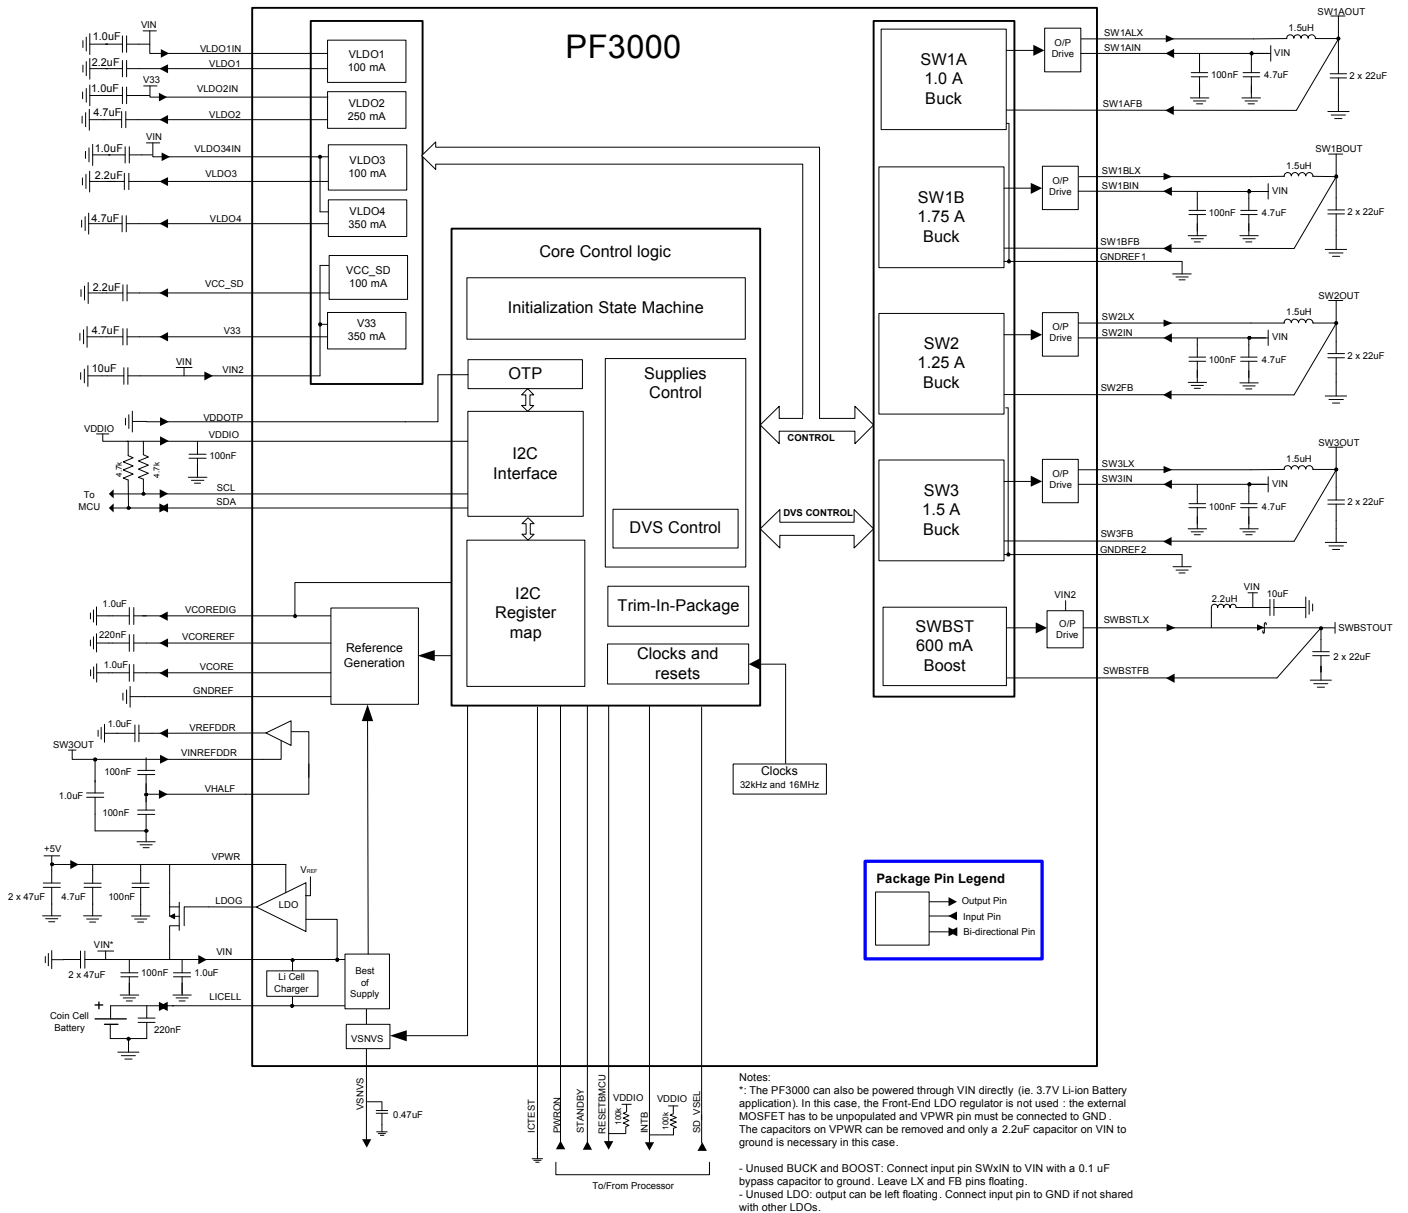 PF3000
VIN
1.0uF
VLDO1IN
2.2uF
VLDO1
V33
1.0uF
VLDO2IN
4.7uF
VLDO2
VIN
1.0uF
VLDO34IN
2.2uF
VLDO3
4.7uF
VLDO4
2.2uF
VCC_SD
4.7uF
V33
VIN
10uF
VIN2
VLDO1
100 mA
VLDO2
250 mA
VLDO3
100 mA
VLDO4
350 mA
VCC_SD
100 mA
V33
350 mA
VDDOTP
VDDIO
VDDIO
100nF
4.7k
4.7k
To
MCU
SCL
SDA
Core Control logic
Initialization State Machine
OTP
I2C
Interface
I2C
Register
map
Supplies
Control
DVS Control
Trim-In-Package
Clocks and
resets
Clocks
32kHz and 16MHz
CONTROL
DVS CONTROL
1.0uF
VCOREDIG
220nF
VCOREREF
1.0uF
VCORE
GNDREF
Reference
Generation
1.0uF
VREFDDR
SW3OUT
VINREFDDR
100nF
1.0uF
VHALF
100nF
+5V
VPWR
2 x 47uF
4.7uF
100nF
VREF
LDO
LDOG
VIN*
VIN
2 x 47uF
100nF
1.0uF
Li Cell
Charger
Best
of
Supply
LICELL
+
Coin Cell
Battery
220nF
VSNVS
VSNVS
0.47uF
ICTEST
PWRON
STANDBY
RESETBMCU
VDDIO
100k
INTB
VDDIO
100k
SD_VSEL
To/From Processor
SW1A
1.0 A
Buck
O/P
Drive
SW1ALX
SW1AIN
SW1AFB
SW1AOUT
1.5uH
VIN
100nF
4.7uF
2 x 22uF
SW1B
1.75 A
Buck
O/P
Drive
SW1BLX
SW1BIN
SW1BFB
GNDREF1
SW1BOUT
1.5uH
VIN
100nF
4.7uF
2 x 22uF
SW2
1.25 A
Buck
O/P
Drive
SW2LX
SW2IN
SW2FB
SW2OUT
1.5uH
VIN
100nF
4.7uF
2 x 22uF
SW3
1.5 A
Buck
O/P
Drive
SW3LX
SW3IN
SW3FB
GNDREF2
SW3OUT
1.5uH
VIN
100nF
4.7uF
2 x 22uF
SWBST
600 mA
Boost
VIN2
O/P
Drive
SWBSTLX
SWBSTFB
2.2uH
VIN
10uF
SWBSTOUT
2 x 22uF
Package Pin Legend
Output Pin
Input Pin
Bi-directional Pin
Notes:
*: The PF3000 can also be powered through VIN directly (ie. 3.7V Li-ion Battery
application). In this case, the Front-End LDO regulator is not used : the external
MOSFET has to be unpopulated and VPWR pin must be connected to GND .
The capacitors on VPWR can be removed and only a 2.2uF capacitor on VIN to
ground is necessary in this case.
- Unused BUCK and BOOST: Connect input pin SWxIN to VIN with a 0.1 uF
bypass capacitor to ground. Leave LX and FB pins floating.
- Unused LDO: output can be left floating. Connect input pin to GND if not shared
with other LDOs.